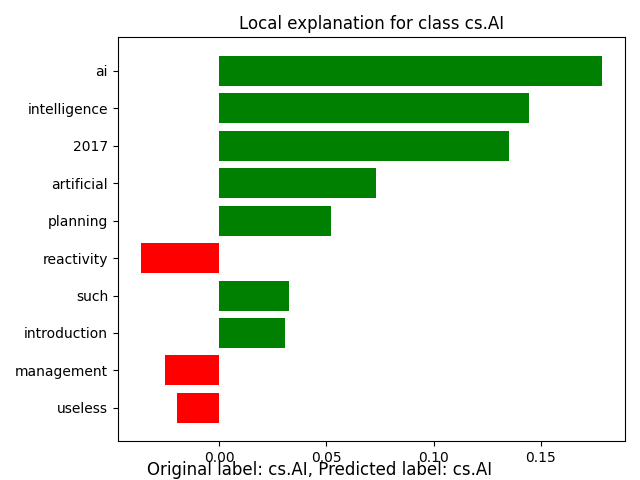 Local explanation for class cs.AI
ai
intelligence
2017
artificial
planning
reactivity
such
introduction
management
useless
0.00 0.05 0.10 0.15
Original label: cs.AI, Predicted label: cs.AI